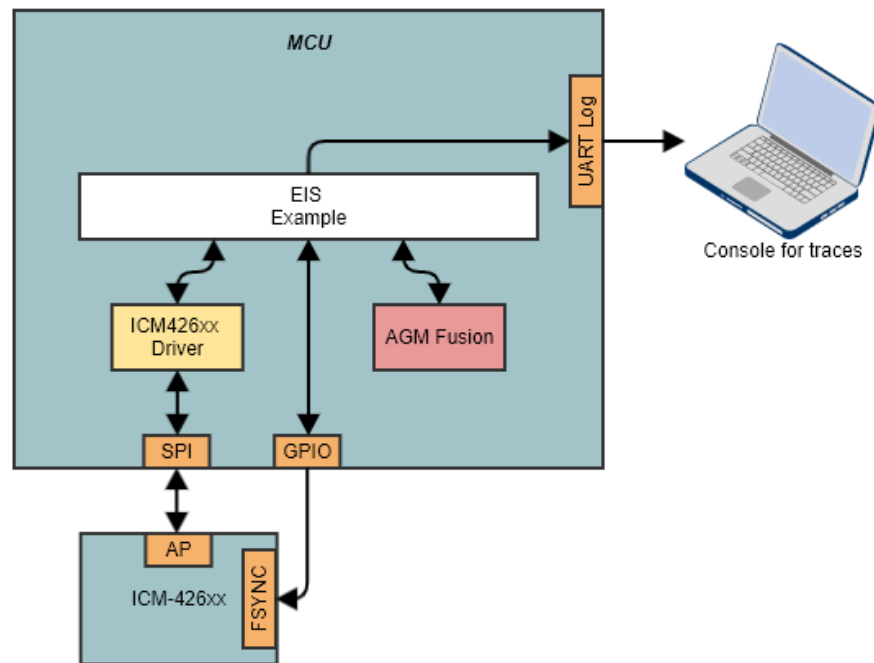 MCU
UART Log
EIS
Example
Console for traces
ICM426xx
Driver
AGM Fusion
SPI
GPIO
AP
ICM-426xx
FSYNC